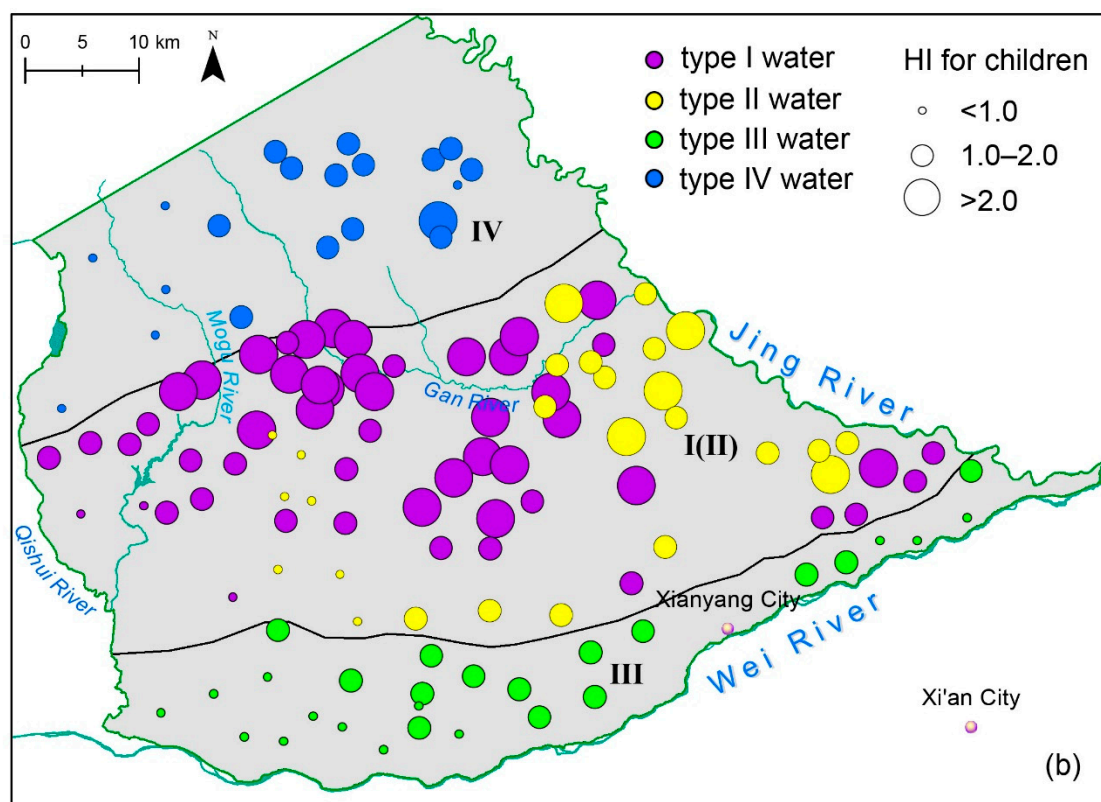 0 5 10 km
N
type I water
type II water
type III water
type IV water
HI for children
<1.0
1.0–2.0
>2.0
IV
Mogu River
Gan River
Jing River
I(II)
Qishui River
Xianyang City
Wei River
III
Xi'an City
(b)